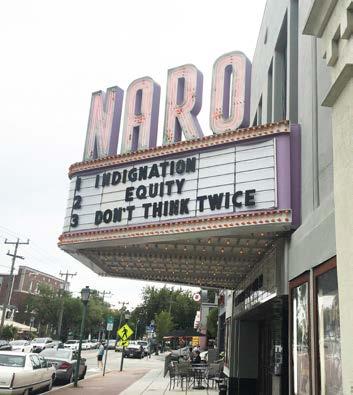 NARO
1 INDIGNATION
2 EQUITY
3 DON'T THINK TWICE